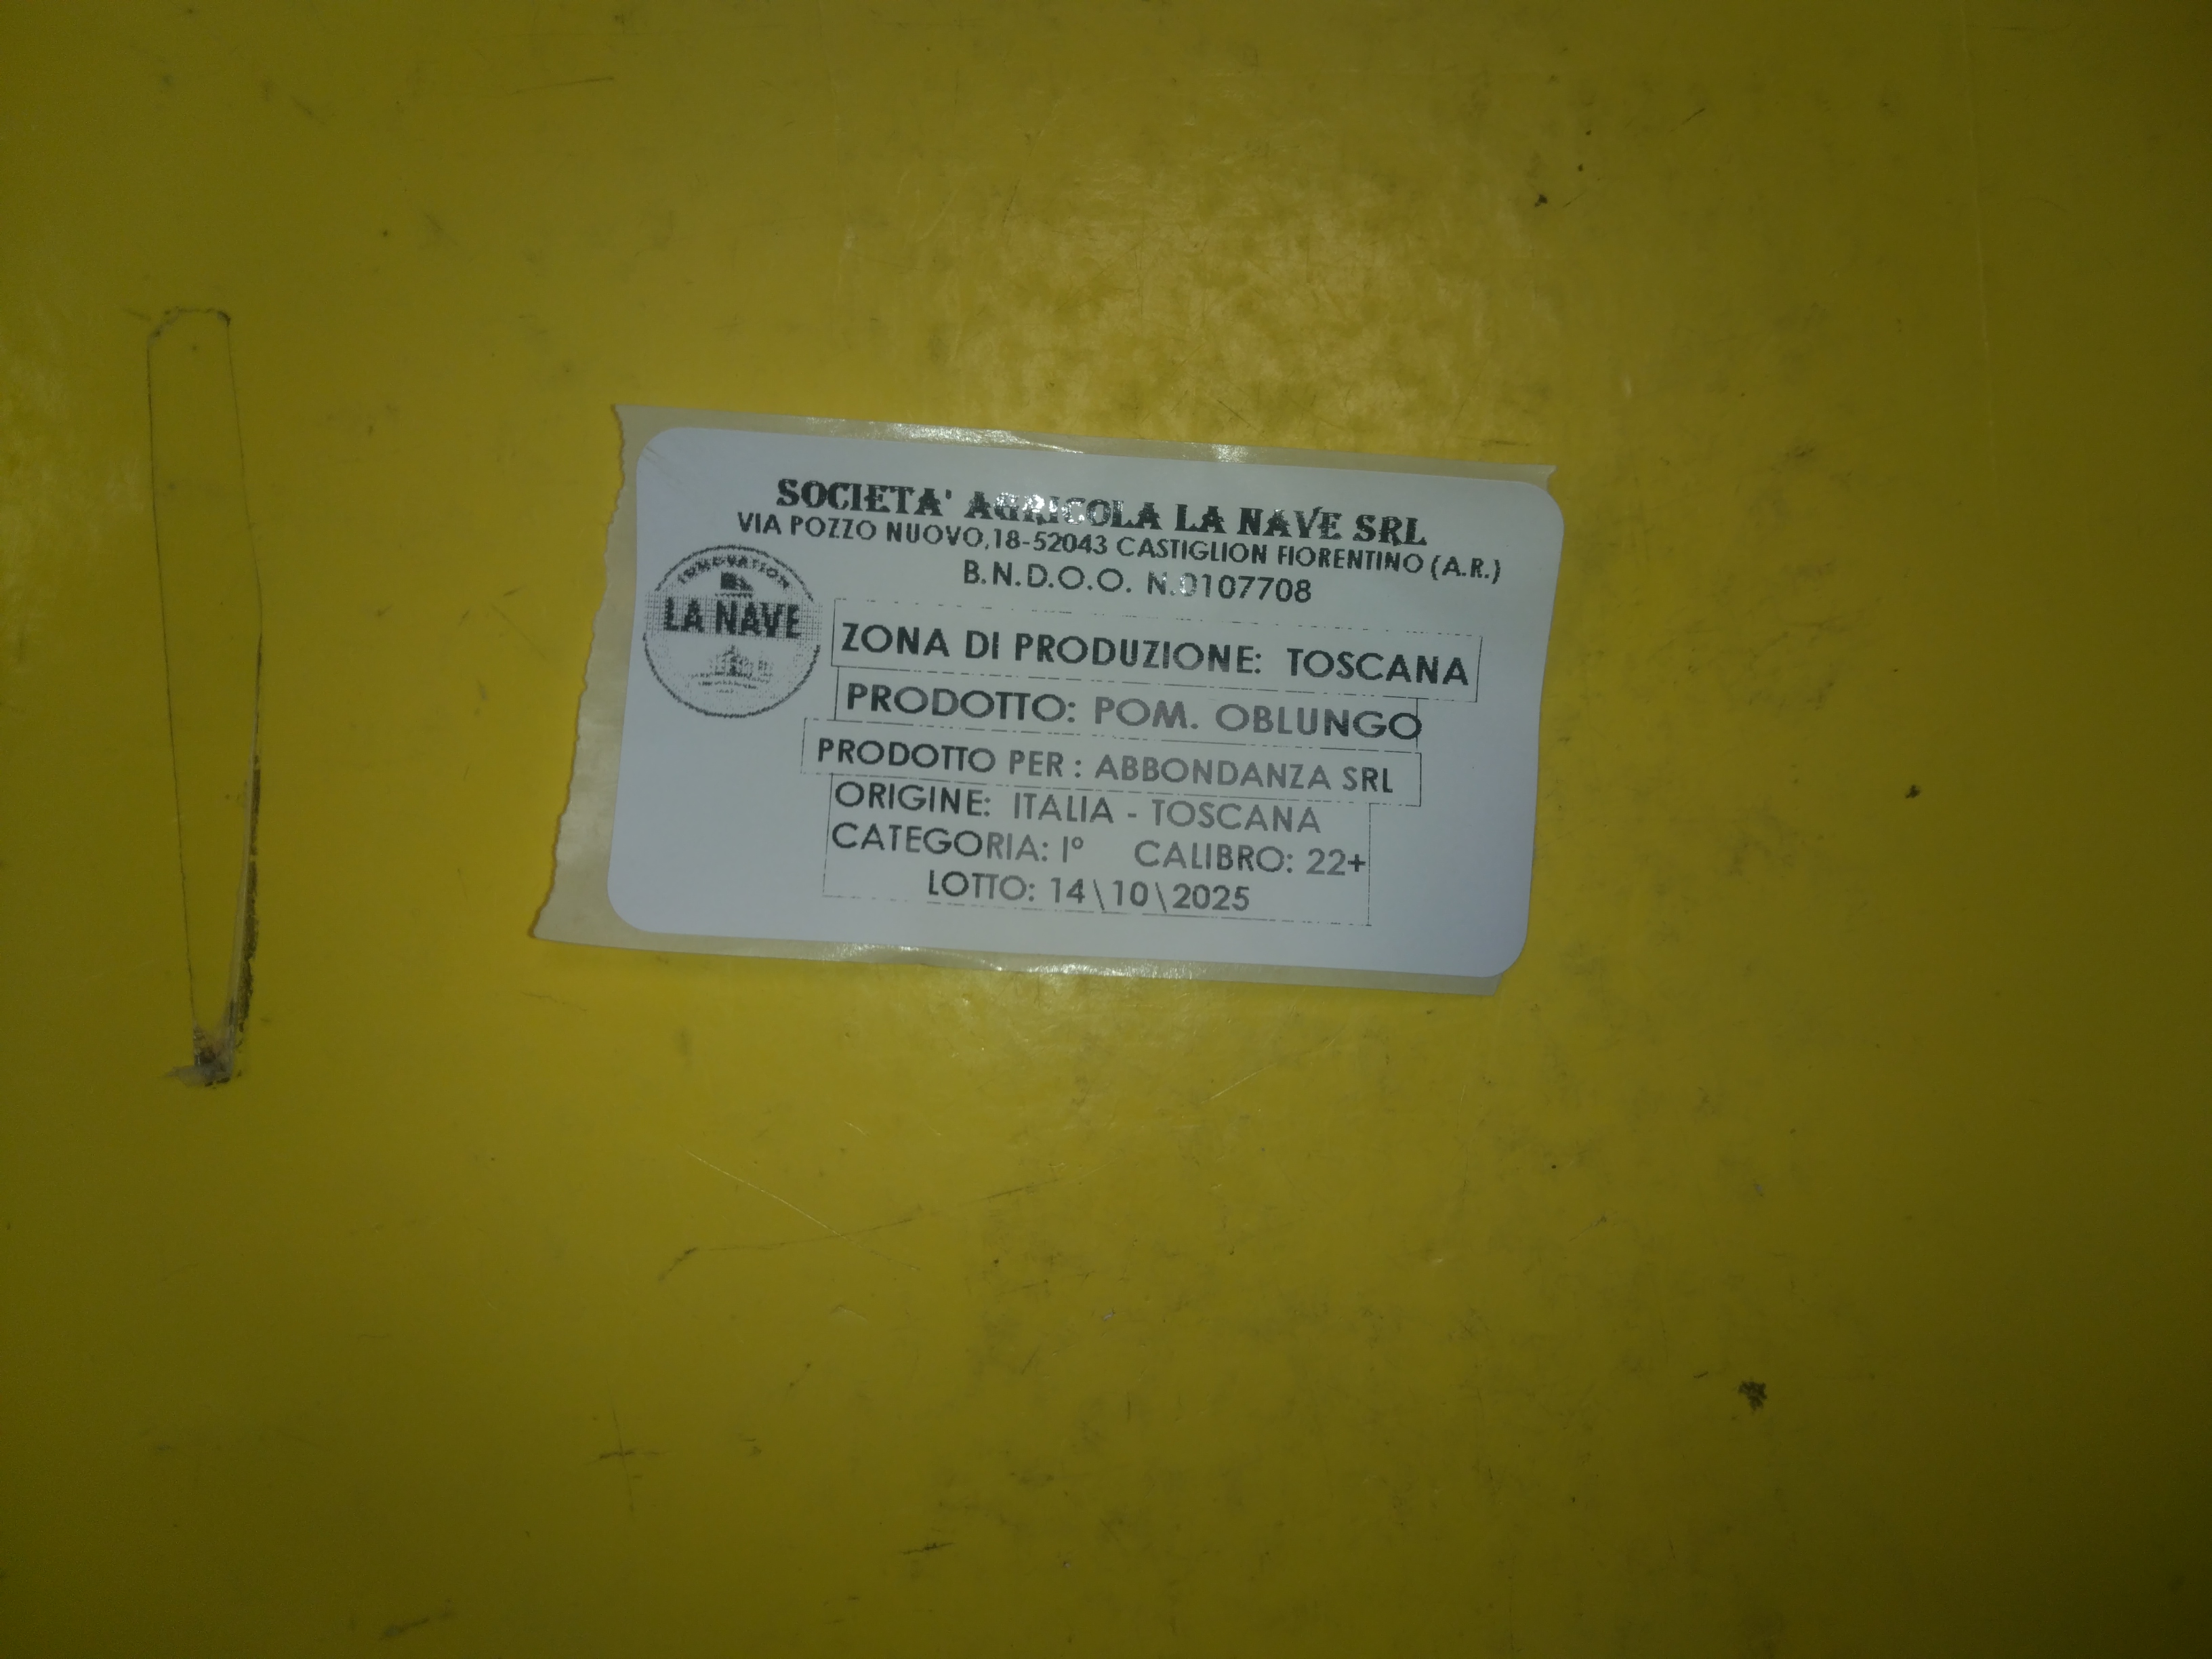 SOCIETA' AGRICOLA LA NAVE SRL
VIA POZZO NUOVO,18-52043 CASTIGLION FIORENTINO (A.R.)
B.N.D.O.O. N.0107708
INNOVATION
LA NAVE
ZONA DI PRODUZIONE: TOSCANA
PRODOTTO: POM. OBLUNGO
PRODOTTO PER : ABBONDANZA SRL
ORIGINE: ITALIA - TOSCANA
CATEGORIA: I° CALIBRO: 22+
LOTTO: 14\10\2025